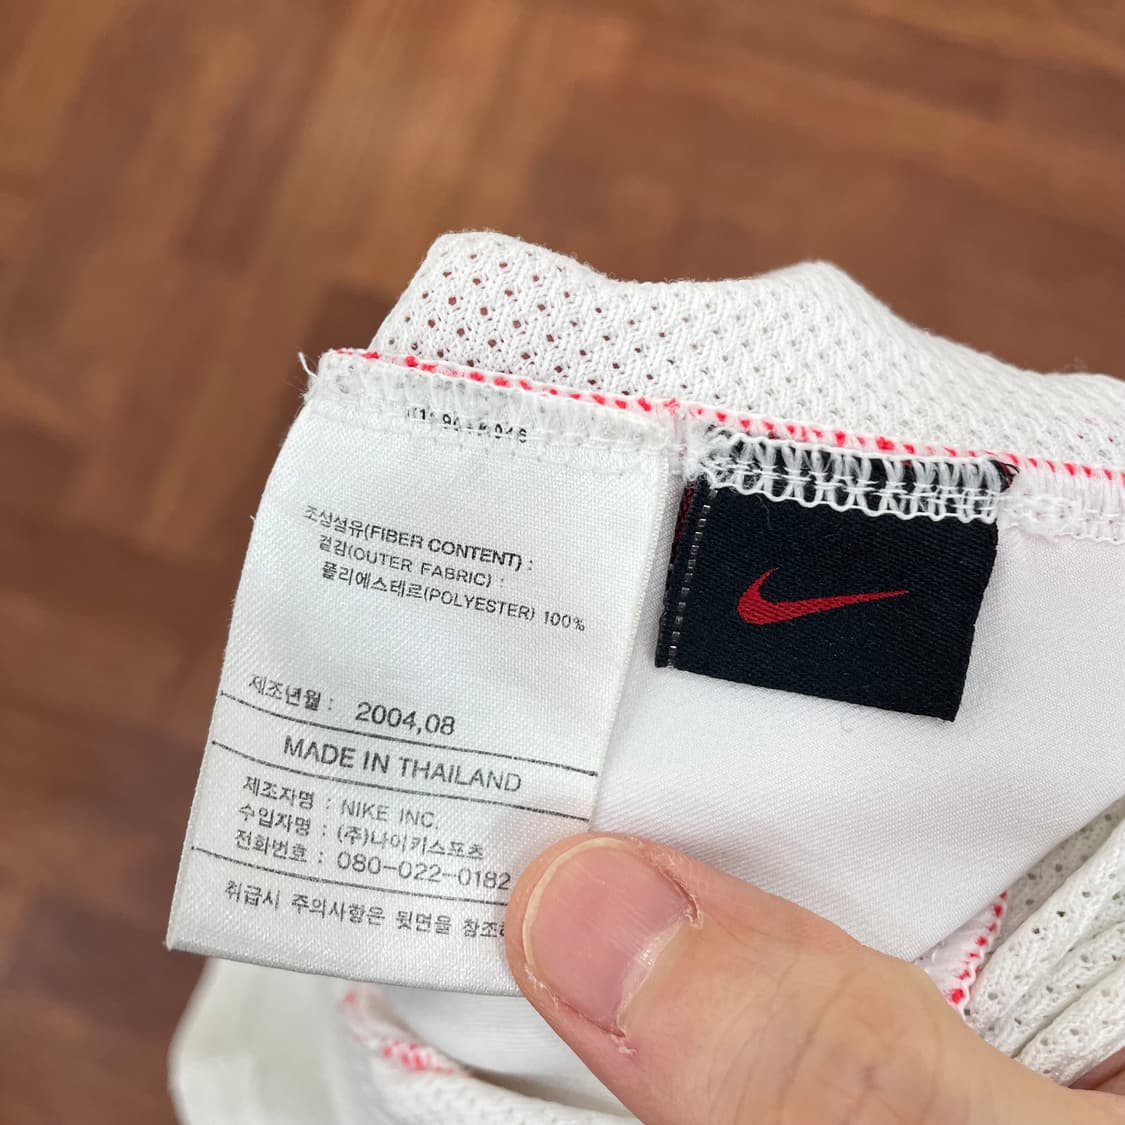 조성섬유(FIBER CONTENT) :
겉감(OUTER FABRIC) :
폴리에스테르(POLYESTER) 100%
제조년월 : 2004,08
MADE IN THAILAND
제조자명 : NIKE INC.
수입자명 : (주)나이키스포츠
전화번호 : 080-022-0182
취급시 주의사항은 뒷면을